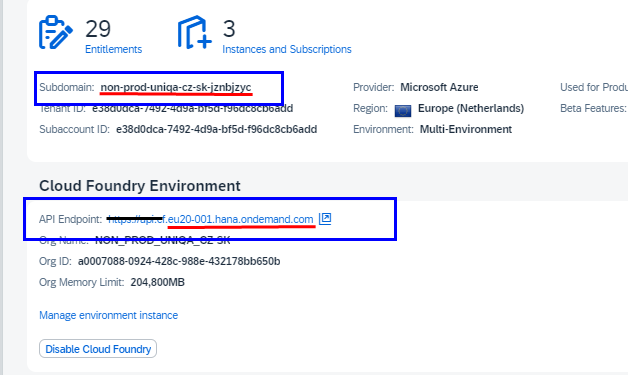 29
Entitlements
3
Instances and Subscriptions
Subdomain: non-prod-uniqa-cz-sk-jznbjzyc
Provider: Microsoft Azure
Used for Produ
Tenant ID: e38d0dca-7492-4d9a-bf5d-f96dc8cb6add
Region: Europe (Netherlands)
Beta Features:
Subaccount ID: e38d0dca-7492-4d9a-bf5d-f96dc8cb6add
Environment: Multi-Environment
Cloud Foundry Environment
API Endpoint: https://api.cf.eu20-001.hana.ondemand.com
Org Name: NON_PROD_UNIQA_CZ-SK
Org ID: a0007088-0924-428c-988e-432178bb650b
Org Memory Limit: 204,800MB
Manage environment instance
Disable Cloud Foundry